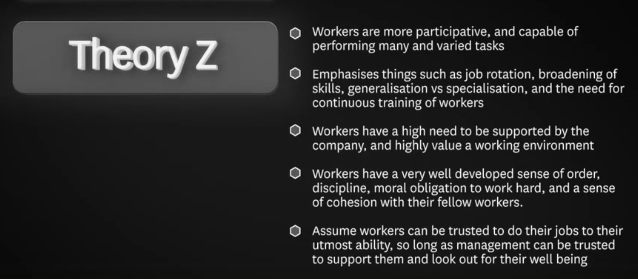 Theory Z
Workers are more participative, and capable of
performing many and varied tasks
Emphasises things such as job rotation, broadening of
skills, generalisation vs specialisation, and the need for
continuous training of workers
Workers have a high need to be supported by the
company, and highly value a working environment
Workers have a very well developed sense of order,
discipline, moral obligation to work hard, and a sense
of cohesion with their fellow workers.
Assume workers can be trusted to do their jobs to their
utmost ability, so long as management can be trusted
to support them and look out for their well being